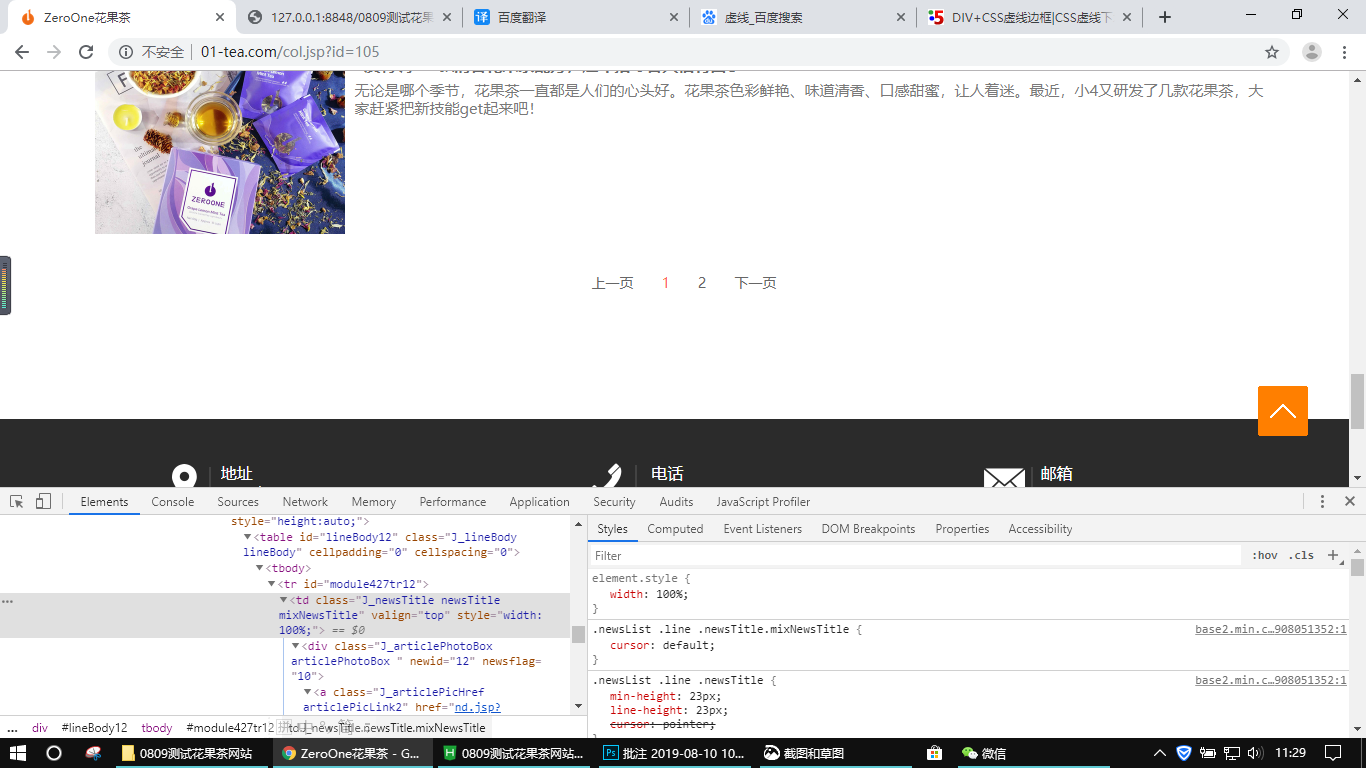 ZeroOne花果茶
127.0.0.1:8848/0809测试花果
百度翻译
虚线_百度搜索
DIV+CSS虚线边框|CSS虚线下
不安全
01-tea.com/col.jsp?id=105
无论是哪个季节，花果茶一直都是人们的心头好。花果茶色彩鲜艳、味道清香、口感甜蜜，让人着迷。最近，小4又研发了几款花果茶，大
家赶紧把新技能get起来吧！
ZEROONE
上一页 1 2 下一页
地址
电话
邮箱
Elements Console Sources Network Memory Performance Application Security Audits JavaScript Profiler
style="height:auto;">
▼<table id="lineBody12" class="J_lineBody
lineBody" cellpadding="0" cellspacing="0">
▼<tbody>
▼<tr id="module427tr12">
▼<td class="J_newsTitle newsTitle
mixNewsTitle" valign="top" style="width:
100%;"> == $0
▼<div class="J_articlePhotoBox
articlePhotoBox " newid="12" newsflag=
"10">
▼<a class="J_articlePicHref
articlePicLink2" href="nd.jsp?
... div #lineBody12 tbody #module427tr12 td.J_newsTitle.newsTitle.mixNewsTitle
Styles Computed Event Listeners DOM Breakpoints Properties Accessibility
Filter :hov .cls +
element.style {
width: 100%;
}
.newsList .line .newsTitle.mixNewsTitle { base2.min.c…908051352:1
cursor: default;
}
.newsList .line .newsTitle { base2.min.c…908051352:1
min-height: 23px;
line-height: 23px;
cursor: pointer;
0809测试花果茶网站
ZeroOne花果茶 - G...
0809测试花果茶网站...
批注 2019-08-10 10...
截图和草图
微信
11:29